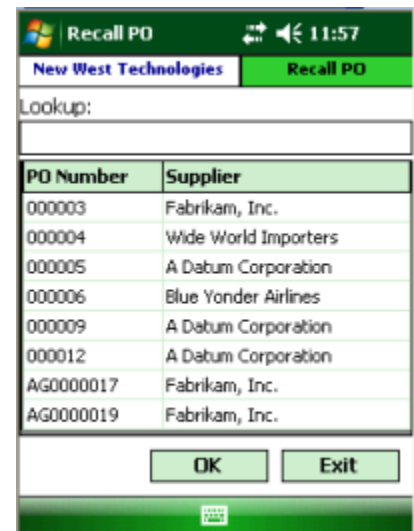 Recall PO 11:57
New West Technologies Recall PO
Lookup:
PO Number Supplier
000003 Fabrikam, Inc.
000004 Wide World Importers
000005 A Datum Corporation
000006 Blue Yonder Airlines
000009 A Datum Corporation
000012 A Datum Corporation
AG0000017 Fabrikam, Inc.
AG0000019 Fabrikam, Inc.
OK Exit